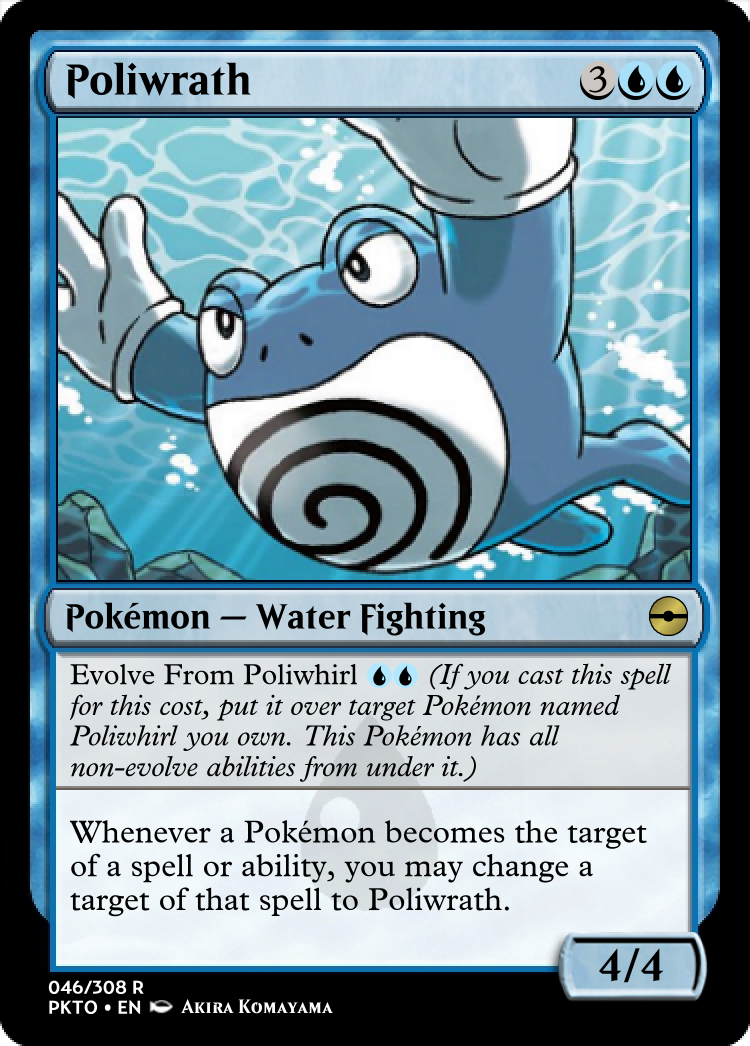 Poliwrath 3
Pokémon — Water Fighting
Evolve From Poliwhirl (If you cast this spell
for this cost, put it over target Pokémon named
Poliwhirl you own. This Pokémon has all
non-evolve abilities from under it.)
Whenever a Pokémon becomes the target
of a spell or ability, you may change a
target of that spell to Poliwrath.
4/4
046/308 R
PKTO • EN Akira Komayama